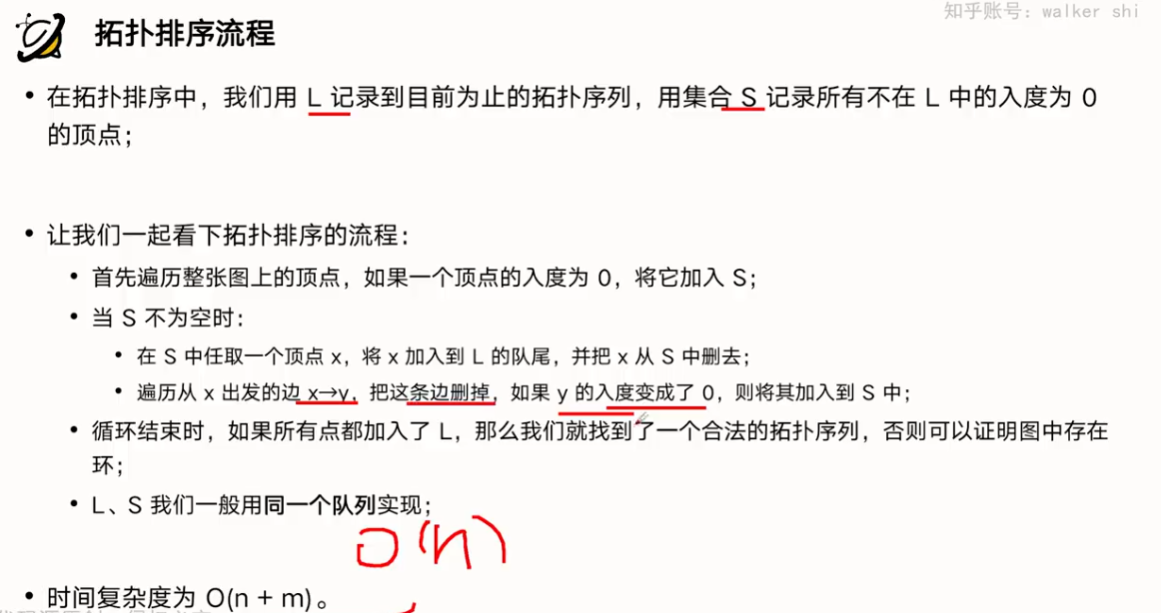 知乎账号：walker shi
拓扑排序流程
• 在拓扑排序中，我们用 L 记录到目前为止的拓扑序列，用集合 S 记录所有不在 L 中的入度为 0
的顶点；
• 让我们一起看下拓扑排序的流程：
• 首先遍历整张图上的顶点，如果一个顶点的入度为 0，将它加入 S；
• 当 S 不为空时：
• 在 S 中任取一个顶点 x，将 x 加入到 L 的队尾，并把 x 从 S 中删去；
• 遍历从 x 出发的边 x→y，把这条边删掉，如果 y 的入度变成了 0，则将其加入到 S 中；
• 循环结束时，如果所有点都加入了 L，那么我们就找到了一个合法的拓扑序列，否则可以证明图中存在
环；
• L、S 我们一般用同一个队列实现；
O(n)
• 时间复杂度为 O(n + m)。